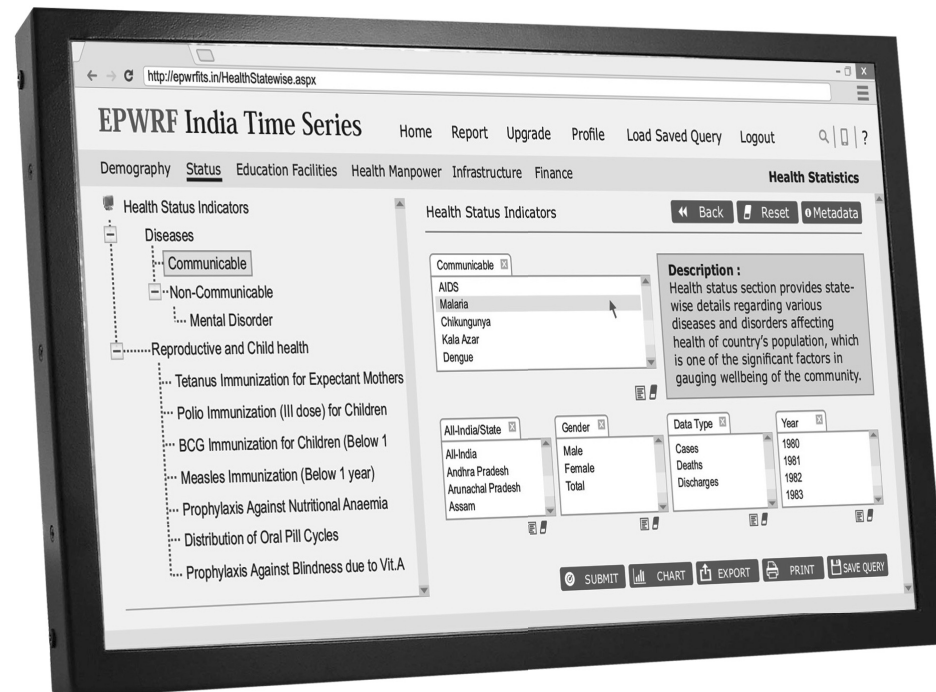 http://epwrfits.in/HealthStatewise.aspx
EPWRF India Time Series
Home Report Upgrade Profile Load Saved Query Logout ?
Demography Status Education Facilities Health Manpower Infrastructure Finance
Health Statistics
Health Status Indicators
Diseases
Communicable
Non-Communicable
Mental Disorder
Reproductive and Child health
Tetanus Immunization for Expectant Mothers
Polio Immunization (III dose) for Children
BCG Immunization for Children (Below 1
Measles Immunization (Below 1 year)
Prophylaxis Against Nutritional Anaemia
Distribution of Oral Pill Cycles
Prophylaxis Against Blindness due to Vit.A
Health Status Indicators
Back Reset Metadata
Communicable
AIDS
Malaria
Chikungunya
Kala Azar
Dengue
Description :
Health status section provides state-
wise details regarding various
diseases and disorders affecting
health of country's population, which
is one of the significant factors in
gauging wellbeing of the community.
All-India/State
All-India
Andhra Pradesh
Arunachal Pradesh
Assam
Gender
Male
Female
Total
Data Type
Cases
Deaths
Discharges
Year
1980
1981
1982
1983
SUBMIT CHART EXPORT PRINT SAVE QUERY